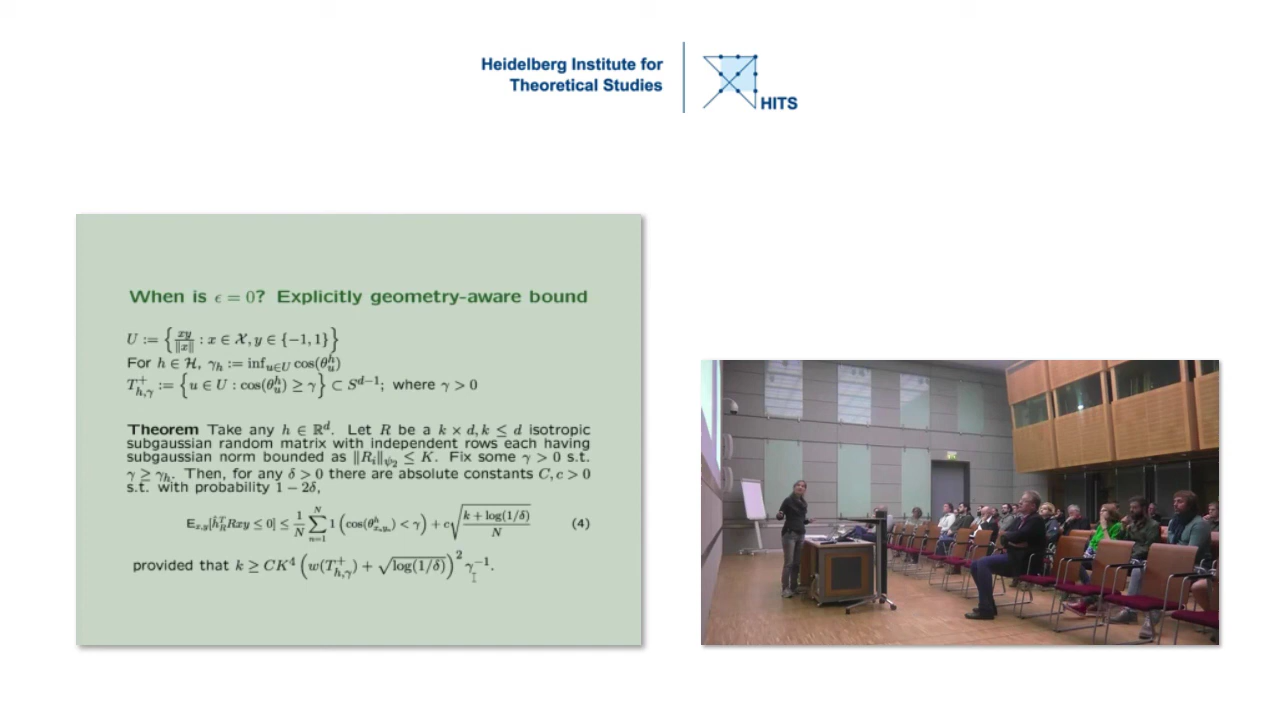 Heidelberg Institute for
Theoretical Studies
HITS
When is ϵ = 0? Explicitly geometry-aware bound
U := { xy/‖x‖ : x ∈ 𝒳, y ∈ {−1, 1} }
For h ∈ ℋ, γ_h := inf_{u∈U} cos(θ_u^h)
T^+_{h,γ} := { u ∈ U : cos(θ_u^h) ≥ γ } ⊂ S^{d−1}; where γ > 0
Theorem Take any h ∈ ℝ^d. Let R be a k × d, k ≤ d isotropic
subgaussian random matrix with independent rows each having
subgaussian norm bounded as ‖R_i‖_{ψ_2} ≤ K. Fix some γ > 0 s.t.
γ ≥ γ_h. Then, for any δ > 0 there are absolute constants C, c > 0
s.t. with probability 1 − 2δ,
E_{x,y}[ĥ_R^T Rxy ≤ 0] ≤ 1/N ∑_{n=1}^N 1(cos(θ^h_{x_n y_n}) < γ) + c√((k + log(1/δ))/N) (4)
provided that k ≥ CK^4 (w(T^+_{h,γ}) + √log(1/δ))^2 γ^{−1}.